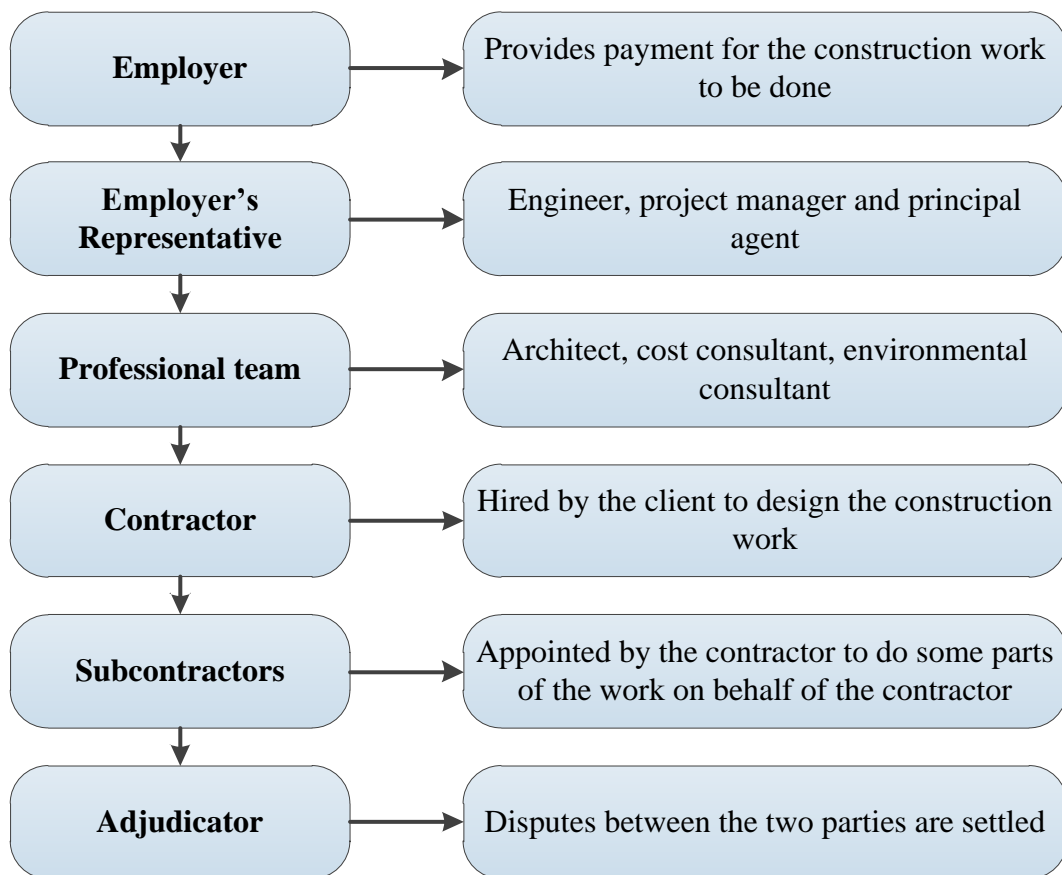 Employer
Provides payment for the construction work
to be done
Employer’s
Representative
Engineer, project manager and principal
agent
Professional team
Architect, cost consultant, environmental
consultant
Contractor
Hired by the client to design the construction
work
Subcontractors
Appointed by the contractor to do some parts
of the work on behalf of the contractor
Adjudicator
Disputes between the two parties are settled